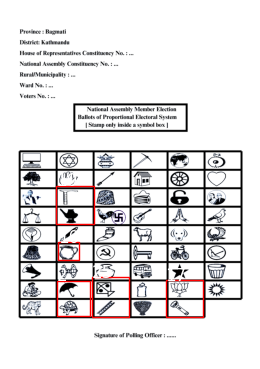 Province : Bagmati
District: Kathmandu
House of Representatives Constituency No. : ...
National Assembly Constituency No. : ...
Rural/Municipality : ...
Ward No. : ...
Voters No. : ...
National Assembly Member Election
Ballots of Proportional Electoral System
[ Stamp only inside a symbol box ]
Signature of Polling Officer : ......